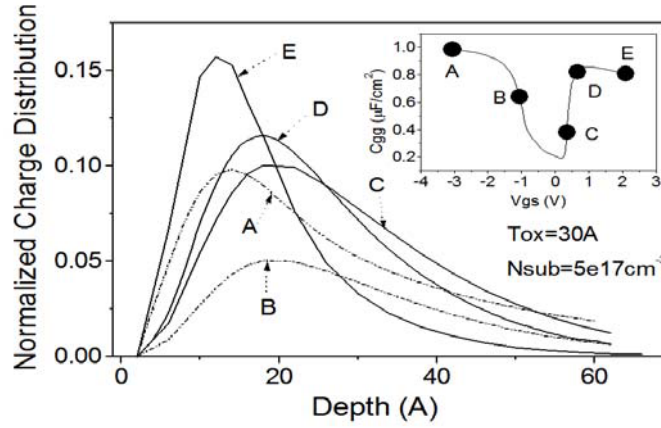 Normalized Charge Distribution
0.15
0.10
0.05
0.00
0
20
40
60
Depth (A)
E
D
C
A
B
Cgg (μF/cm²)
1.0
0.8
0.6
0.4
0.2
-4 -3 -2 -1 0 1 2 3
Vgs (V)
A
B
E
D
C
Tox=30A
Nsub=5e17cm⁻